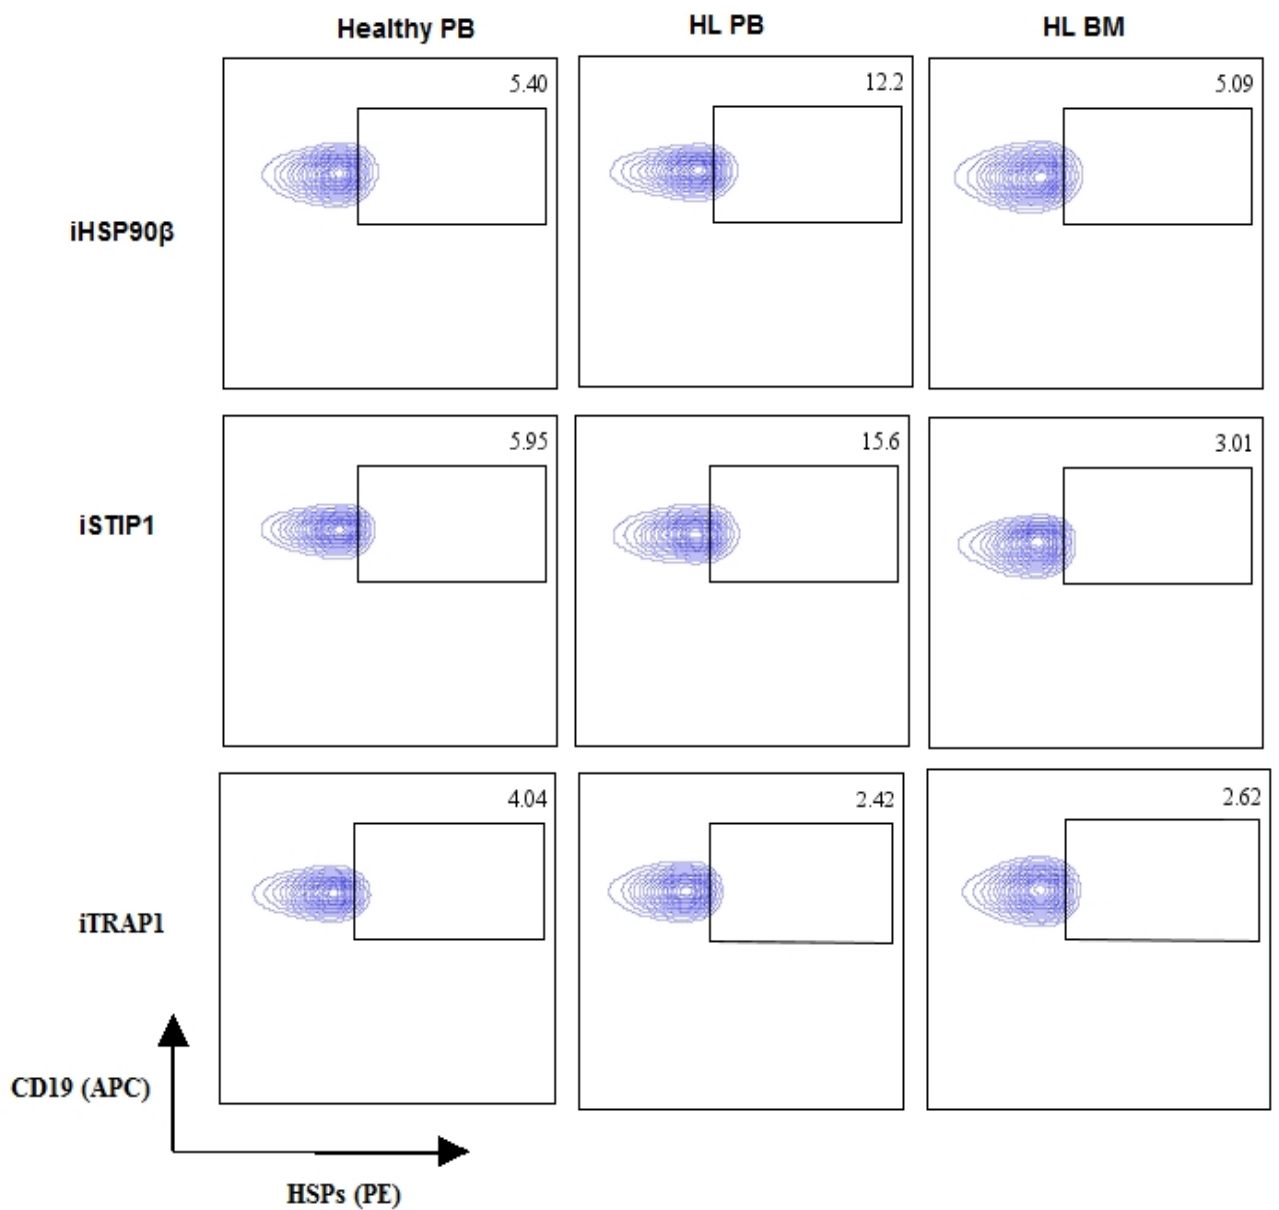 Healthy PB HL PB HL BM
5.40 12.2 5.09
iHSP90β
5.95 15.6 3.01
iSTIP1
4.04 2.42 2.62
iTRAP1
CD19 (APC)
HSPs (PE)